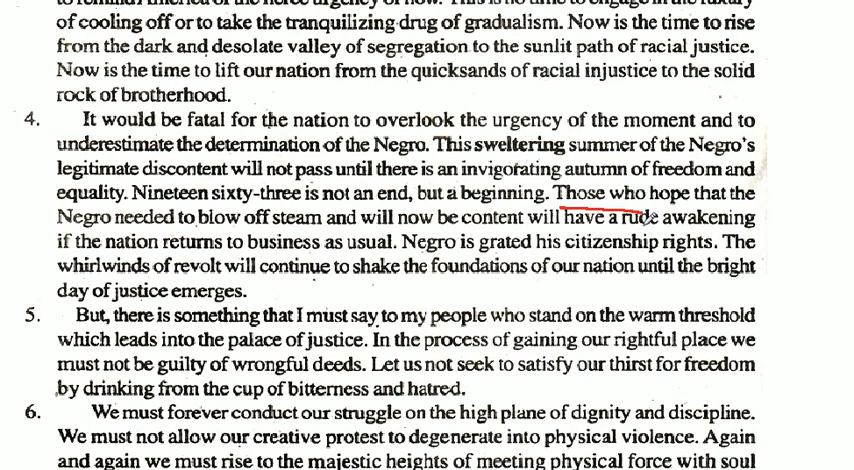 of cooling off or to take the tranquilizing drug of gradualism. Now is the time to rise
from the dark and desolate valley of segregation to the sunlit path of racial justice.
Now is the time to lift our nation from the quicksands of racial injustice to the solid
rock of brotherhood.
4. It would be fatal for the nation to overlook the urgency of the moment and to
underestimate the determination of the Negro. This sweltering summer of the Negro's
legitimate discontent will not pass until there is an invigorating autumn of freedom and
equality. Nineteen sixty-three is not an end, but a beginning. Those who hope that the
Negro needed to blow off steam and will now be content will have a rude awakening
if the nation returns to business as usual. Negro is grated his citizenship rights. The
whirlwinds of revolt will continue to shake the foundations of our nation until the bright
day of justice emerges.
5. But, there is something that I must say to my people who stand on the warm threshold
which leads into the palace of justice. In the process of gaining our rightful place we
must not be guilty of wrongful deeds. Let us not seek to satisfy our thirst for freedom
by drinking from the cup of bitterness and hatred.
6. We must forever conduct our struggle on the high plane of dignity and discipline.
We must not allow our creative protest to degenerate into physical violence. Again
and again we must rise to the majestic heights of meeting physical force with soul